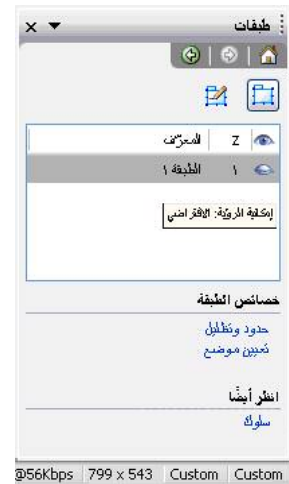 طبقات
المعرّف Z
الطبقة ١ ١
إمكانية الرؤية: الافتراضي
خصائص الطبقة
حدود وتظليل
تعيين موضع
انظر أيضًا
سلوك
@56Kbps 799 × 543 Custom Custom